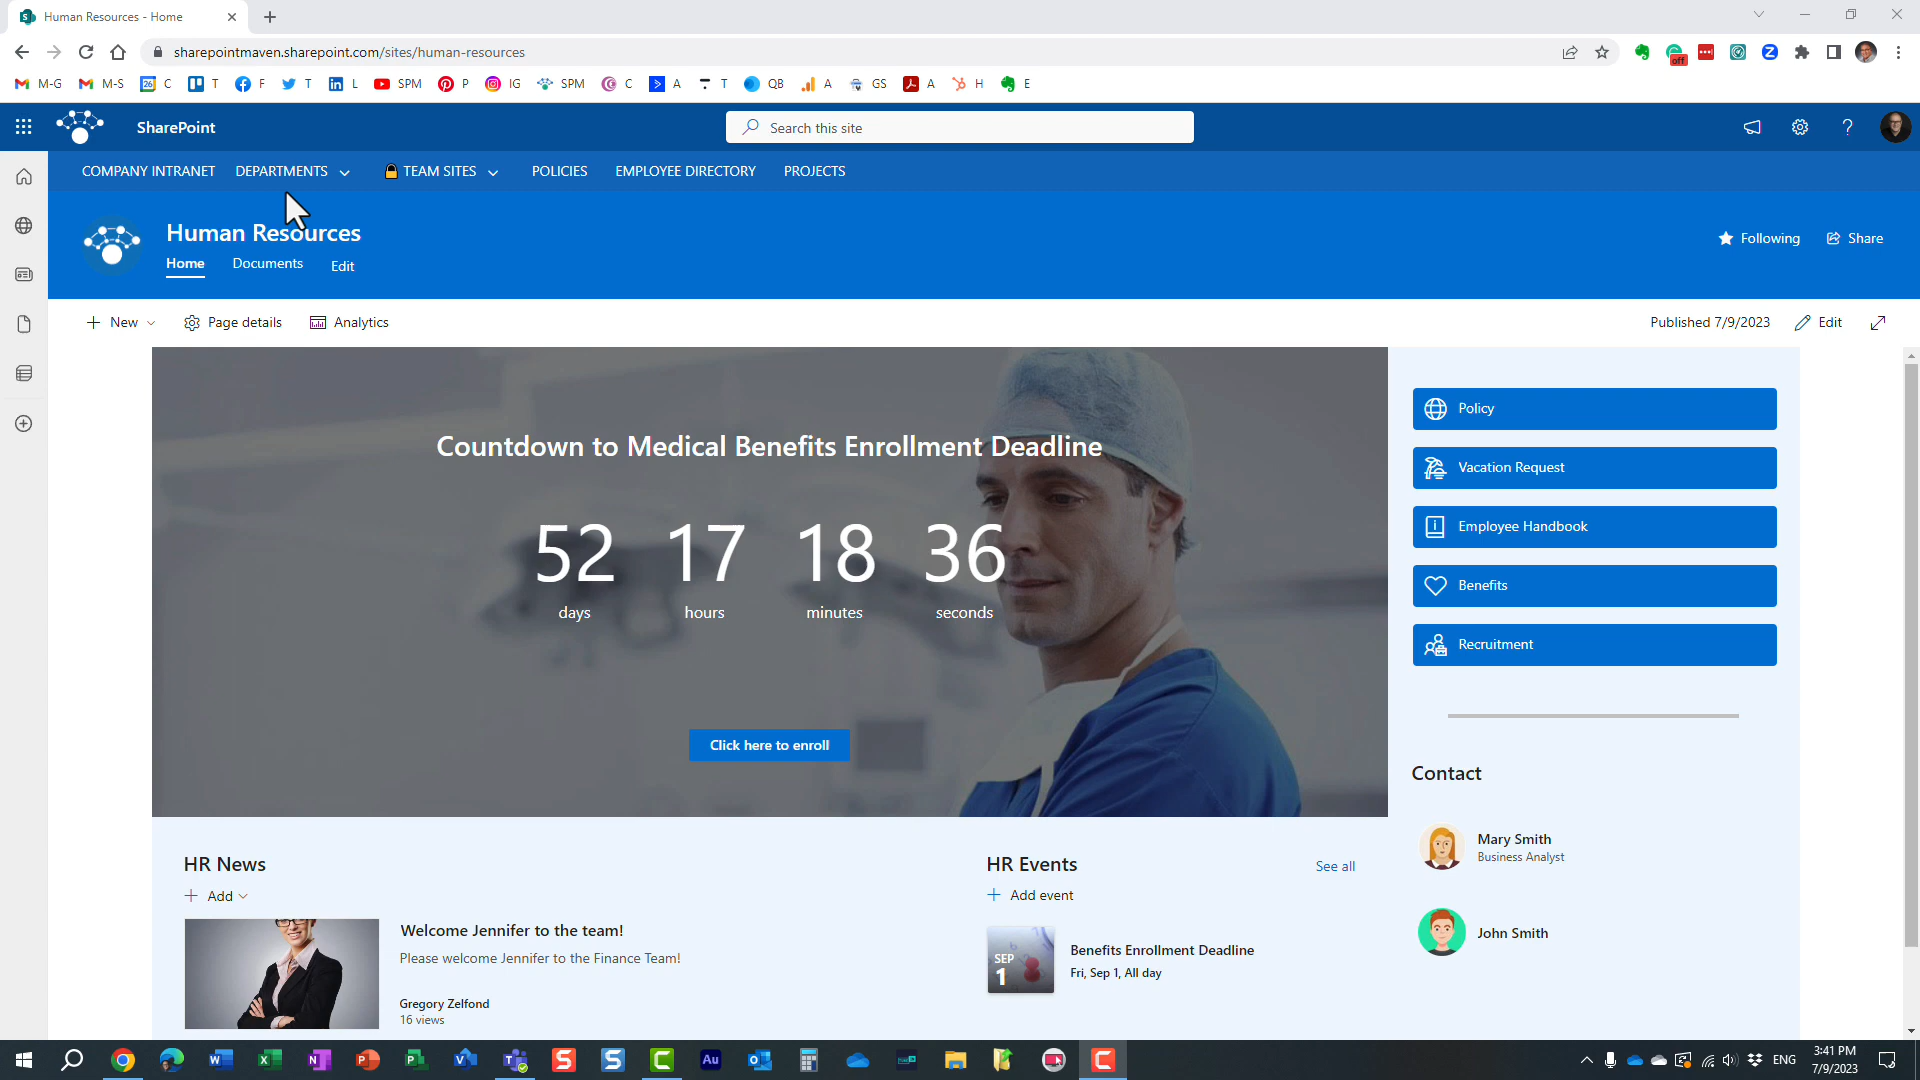 Human Resources - Home
sharepointmaven.sharepoint.com/sites/human-resources
off
M-G M-S 26 C T F T L SPM P IG SPM C A T QB A GS A H E
SharePoint
Search this site
COMPANY INTRANET DEPARTMENTS TEAM SITES POLICIES EMPLOYEE DIRECTORY PROJECTS
Human Resources
Home Documents Edit
Following Share
New Page details Analytics
Published 7/9/2023 Edit
Countdown to Medical Benefits Enrollment Deadline
52 17 18 36
days hours minutes seconds
Click here to enroll
Policy
Vacation Request
Employee Handbook
Benefits
Recruitment
Contact
Mary Smith
Business Analyst
John Smith
HR News
Add
Welcome Jennifer to the team!
Please welcome Jennifer to the Finance Team!
Gregory Zelfond
16 views
HR Events
See all
Add event
SEP
1
Benefits Enrollment Deadline
Fri, Sep 1, All day
ENG
3:41 PM
7/9/2023